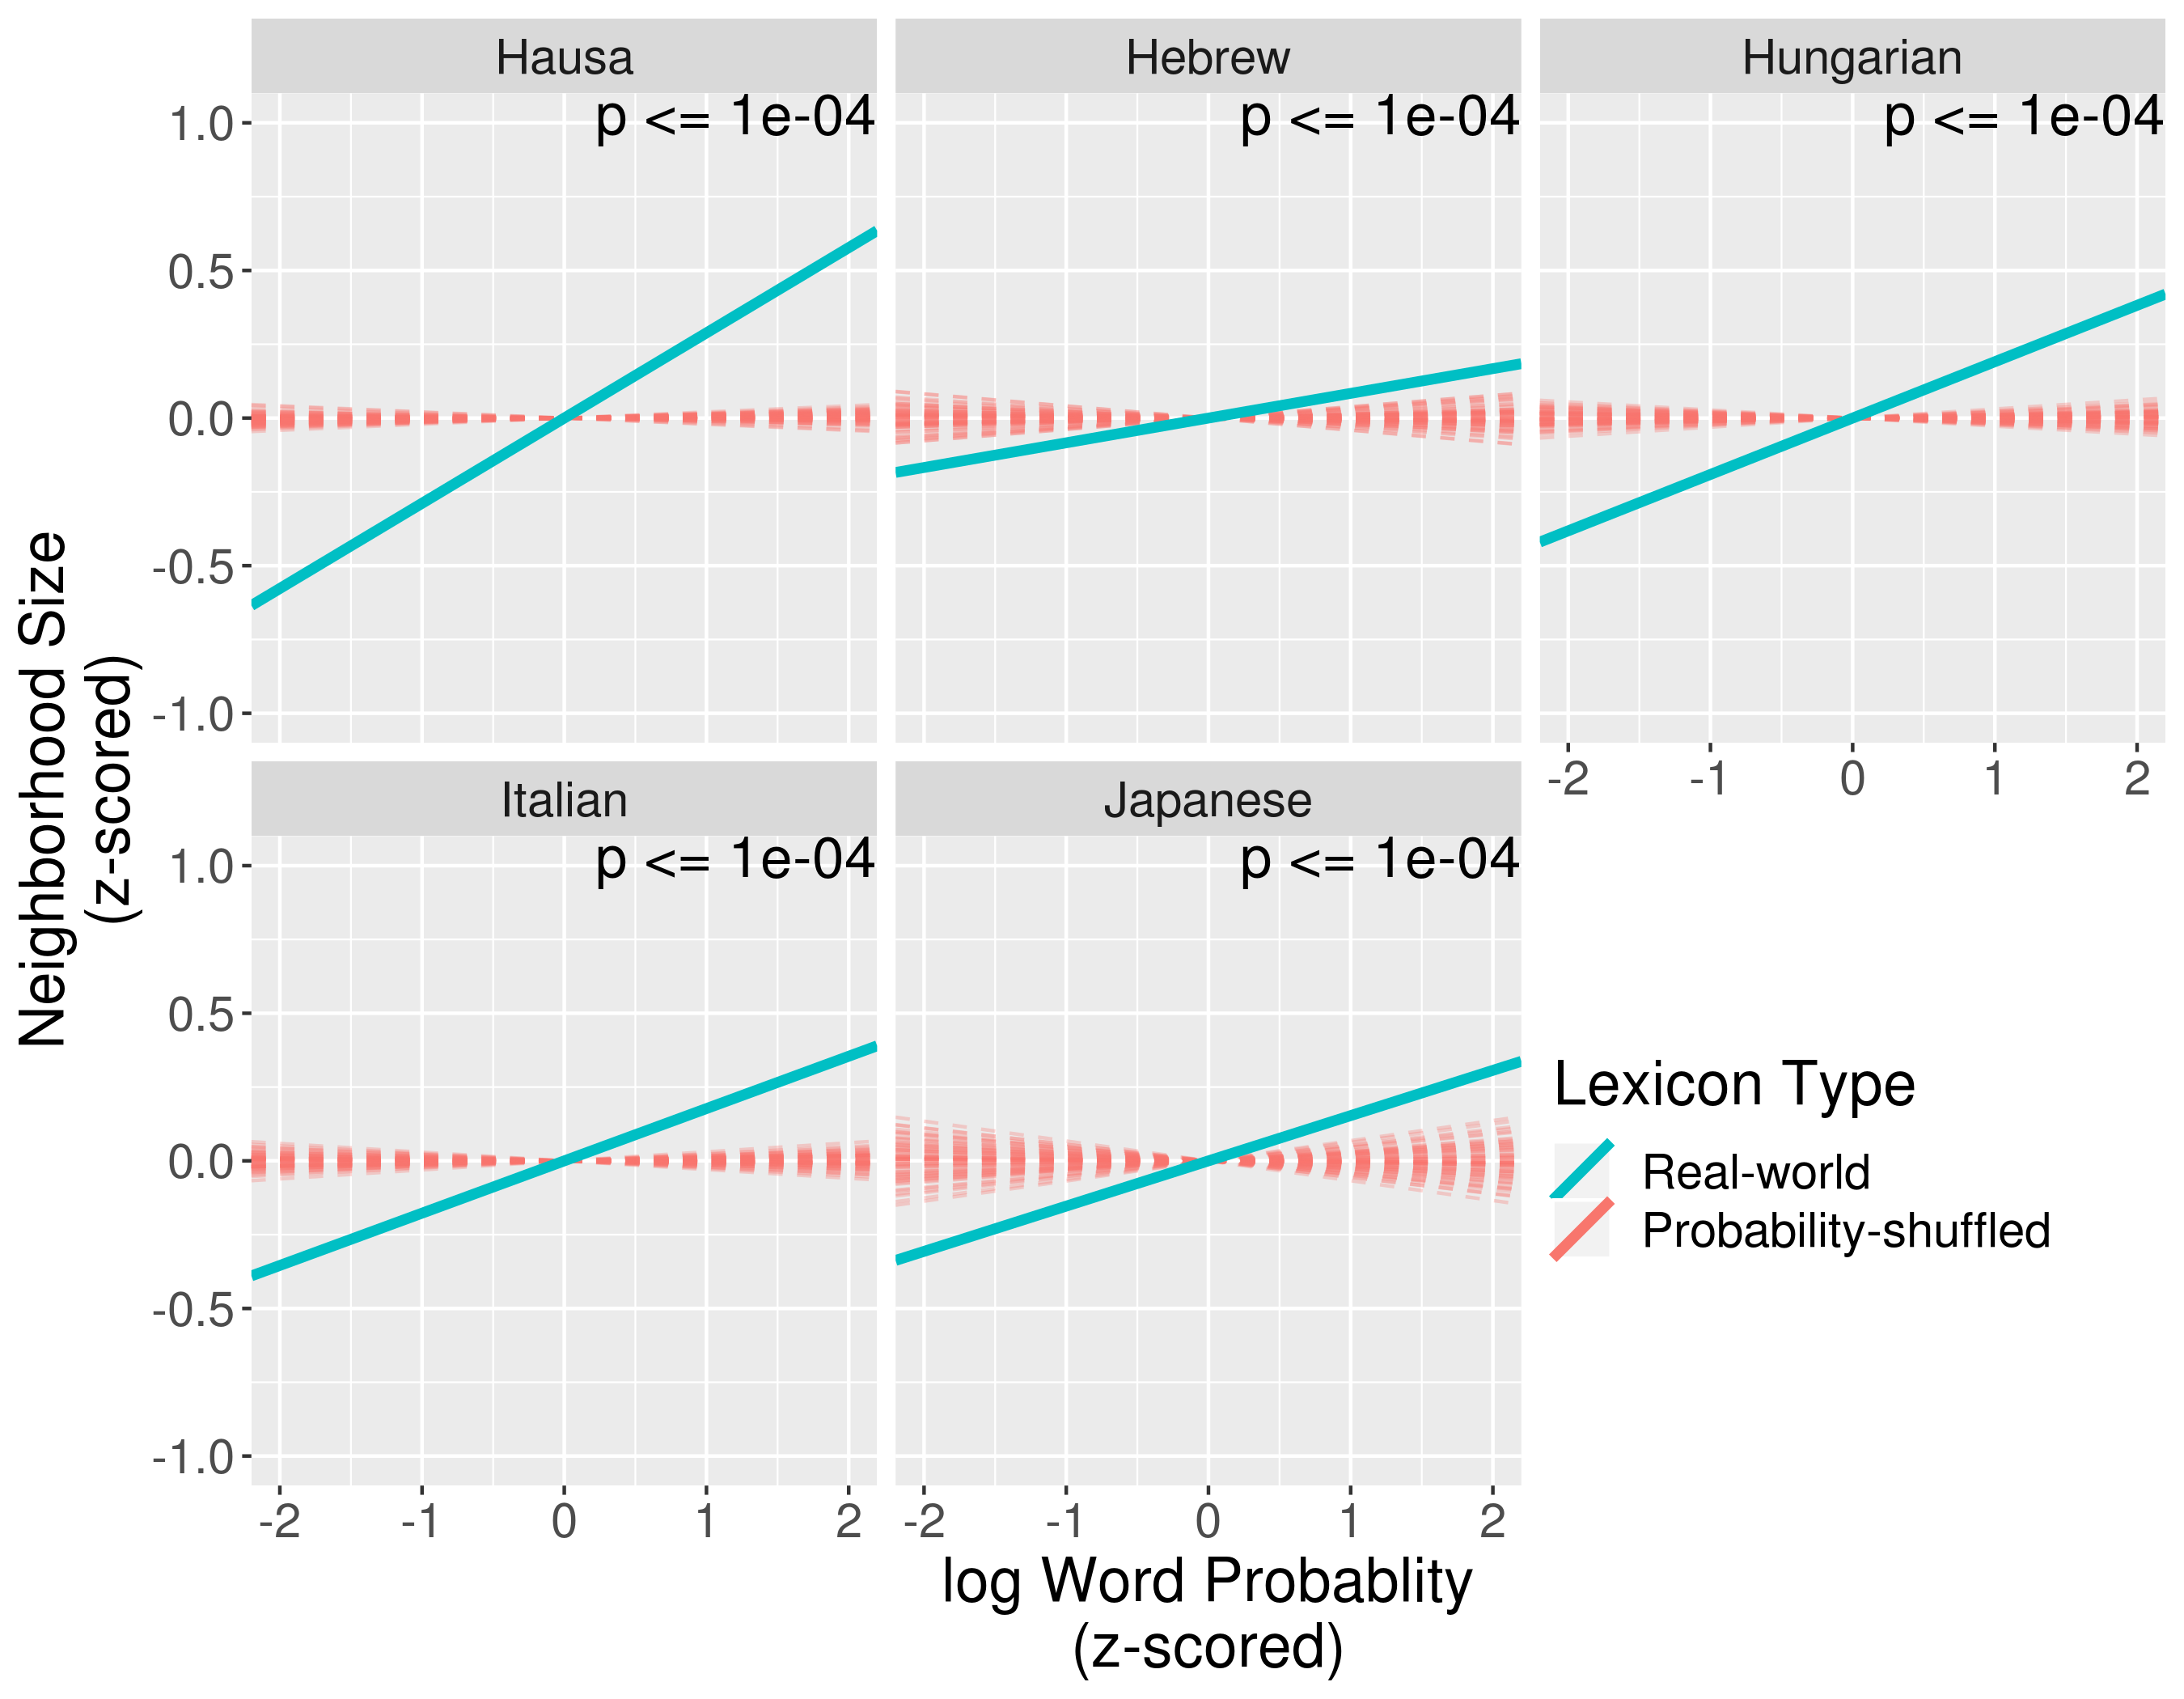 Hausa
Hebrew
Hungarian
p <= 1e-04
p <= 1e-04
p <= 1e-04
1.0
0.5
0.0
-0.5
-1.0
-2 -1 0 1 2
Italian
Japanese
p <= 1e-04
p <= 1e-04
1.0
0.5
0.0
-0.5
-1.0
-2 -1 0 1 2
-2 -1 0 1 2
Neighborhood Size
(z-scored)
log Word Probablity
(z-scored)
Lexicon Type
Real-world
Probability-shuffled